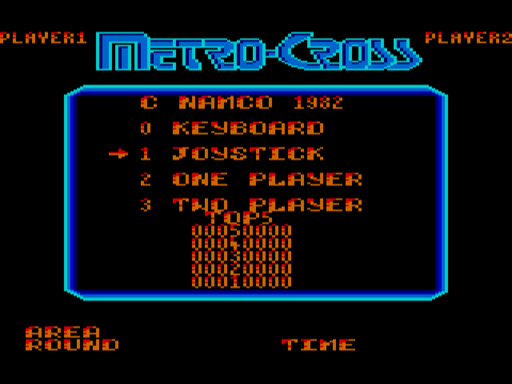 PLAYER1 METRO-CROSS PLAYER2
C NAMCO 1982
0 KEYBOARD
1 JOYSTICK
2 ONE PLAYER
3 TWO PLAYER
TOP5
00050000
00040000
00030000
00020000
00010000
AREA
ROUND TIME